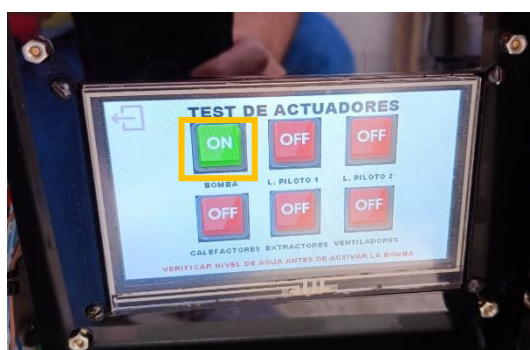 TEST DE ACTUADORES
ON OFF OFF
BOMBA L. PILOTO 1 L. PILOTO 2
OFF OFF OFF
CALEFACTORES EXTRACTORES VENTILADORES
VERIFICAR NIVEL DE AGUA ANTES DE ACTIVAR LA BOMBA